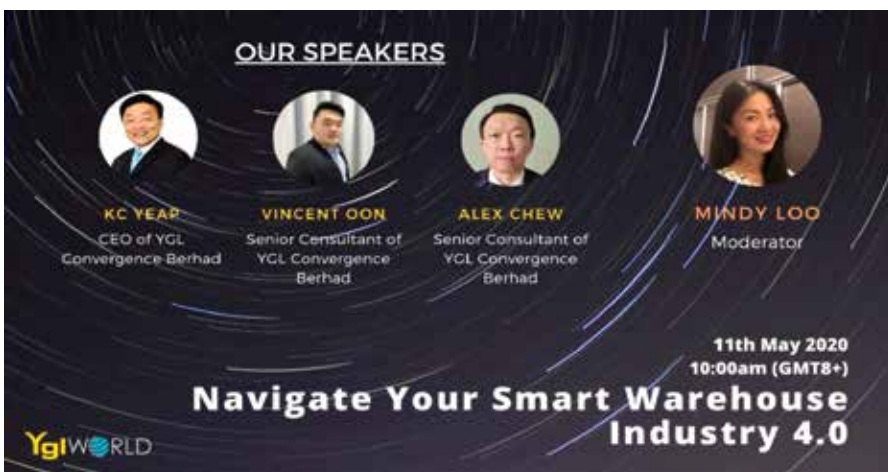 OUR SPEAKERS
KC YEAP
CEO of YGL
Convergence Berhad
VINCENT OON
Senior Consultant of
YGL Convergence
Berhad
ALEX CHEW
Senior Consultant of
YGL Convergence
Berhad
MINDY LOO
Moderator
11th May 2020
10:00am (GMT8+)
Navigate Your Smart Warehouse
Industry 4.0
YglWORLD